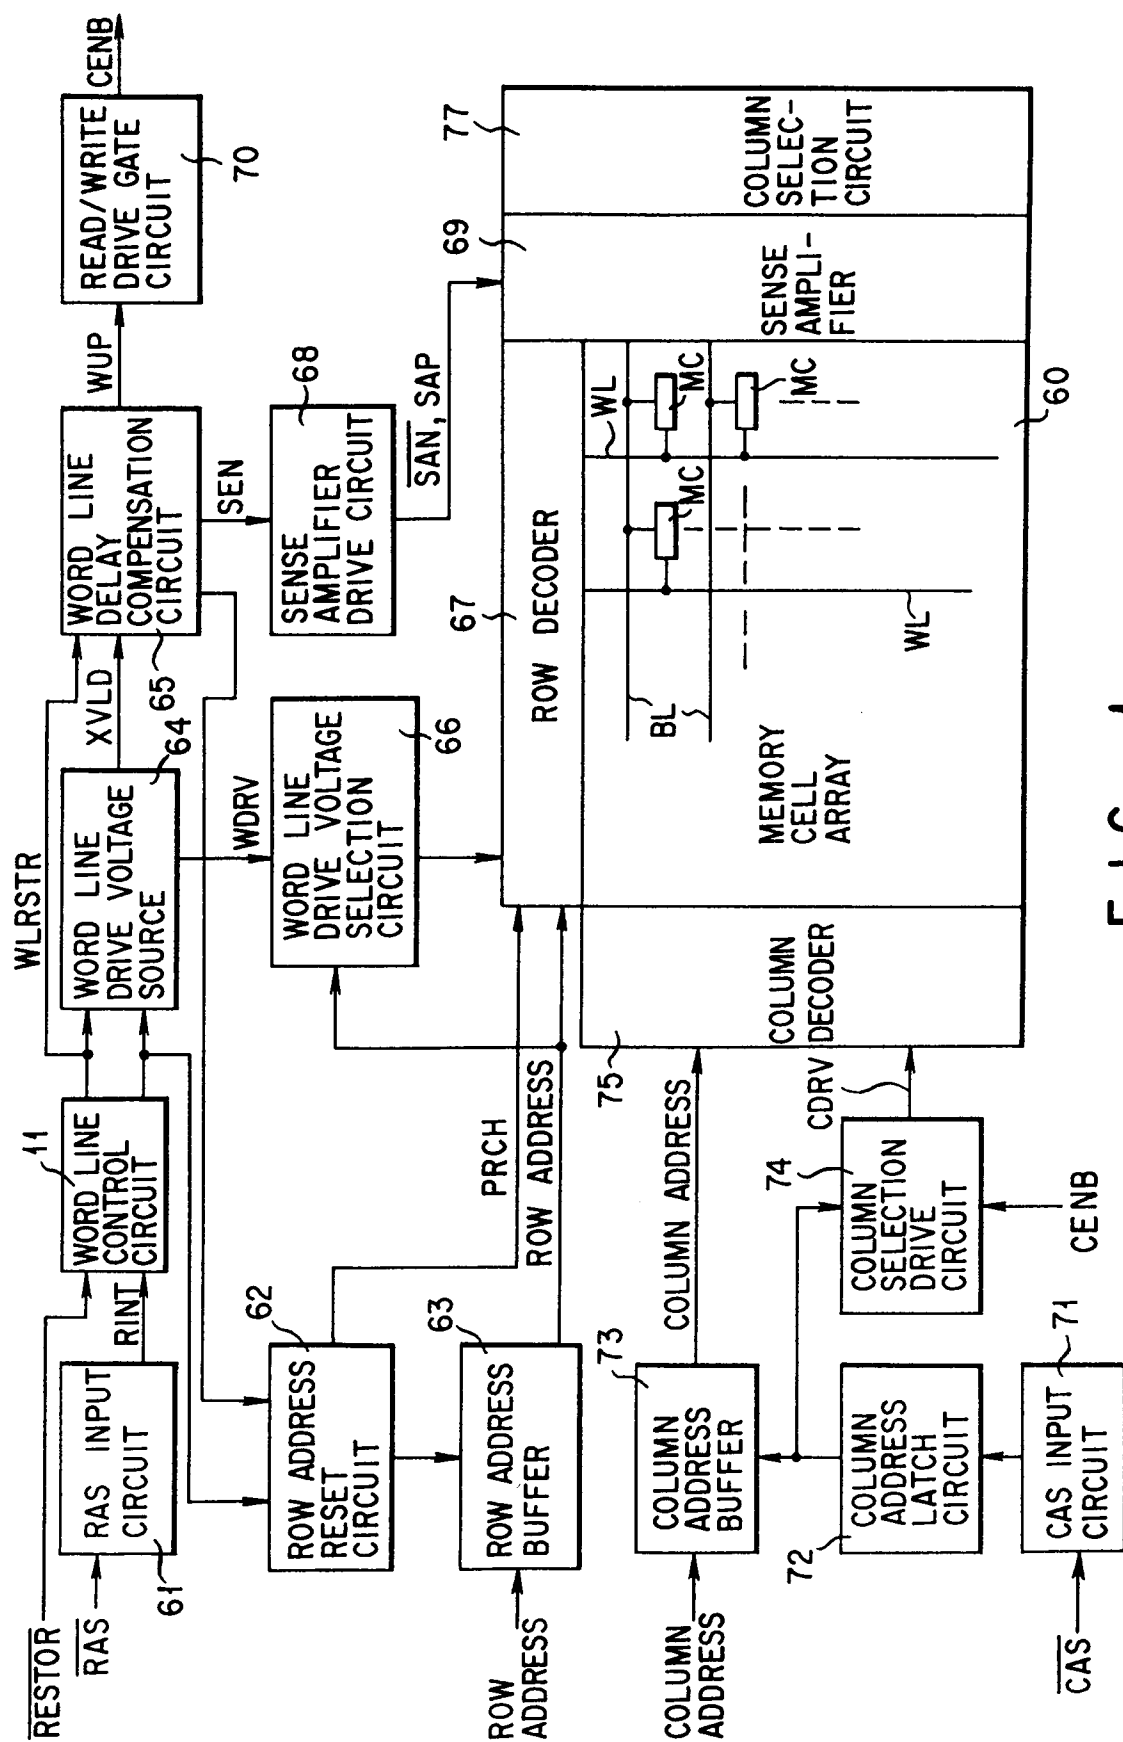 RESTOR
RAS
RAS INPUT
CIRCUIT
61
RINT
11
WORD LINE
CONTROL
CIRCUIT
WLRSTR
WORD LINE
DRIVE VOLTAGE
SOURCE
64
XVLD
65
WORD LINE
DELAY
COMPENSATION
CIRCUIT
WUP
READ/WRITE
DRIVE GATE
CIRCUIT
70
CENB
62
ROW ADDRESS
RESET
CIRCUIT
WDRV
WORD LINE
DRIVE VOLTAGE
SELECTION
CIRCUIT
66
SEN
SENSE
AMPLIFIER
DRIVE CIRCUIT
68
SAN, SAP
ROW
ADDRESS
63
ROW ADDRESS
BUFFER
PRCH
ROW ADDRESS
67
ROW DECODER
69
SENSE
AMPLI-
FIER
77
COLUMN
SELEC-
TION
CIRCUIT
WL
MC
MC
MC
BL
WL
MEMORY
CELL
ARRAY
60
COLUMN
ADDRESS
73
COLUMN
ADDRESS
BUFFER
COLUMN ADDRESS
75
COLUMN
DECODER
72
COLUMN
ADDRESS
LATCH
CIRCUIT
74
COLUMN
SELECTION
DRIVE
CIRCUIT
CDRV
CENB
CAS
CAS INPUT
CIRCUIT
71